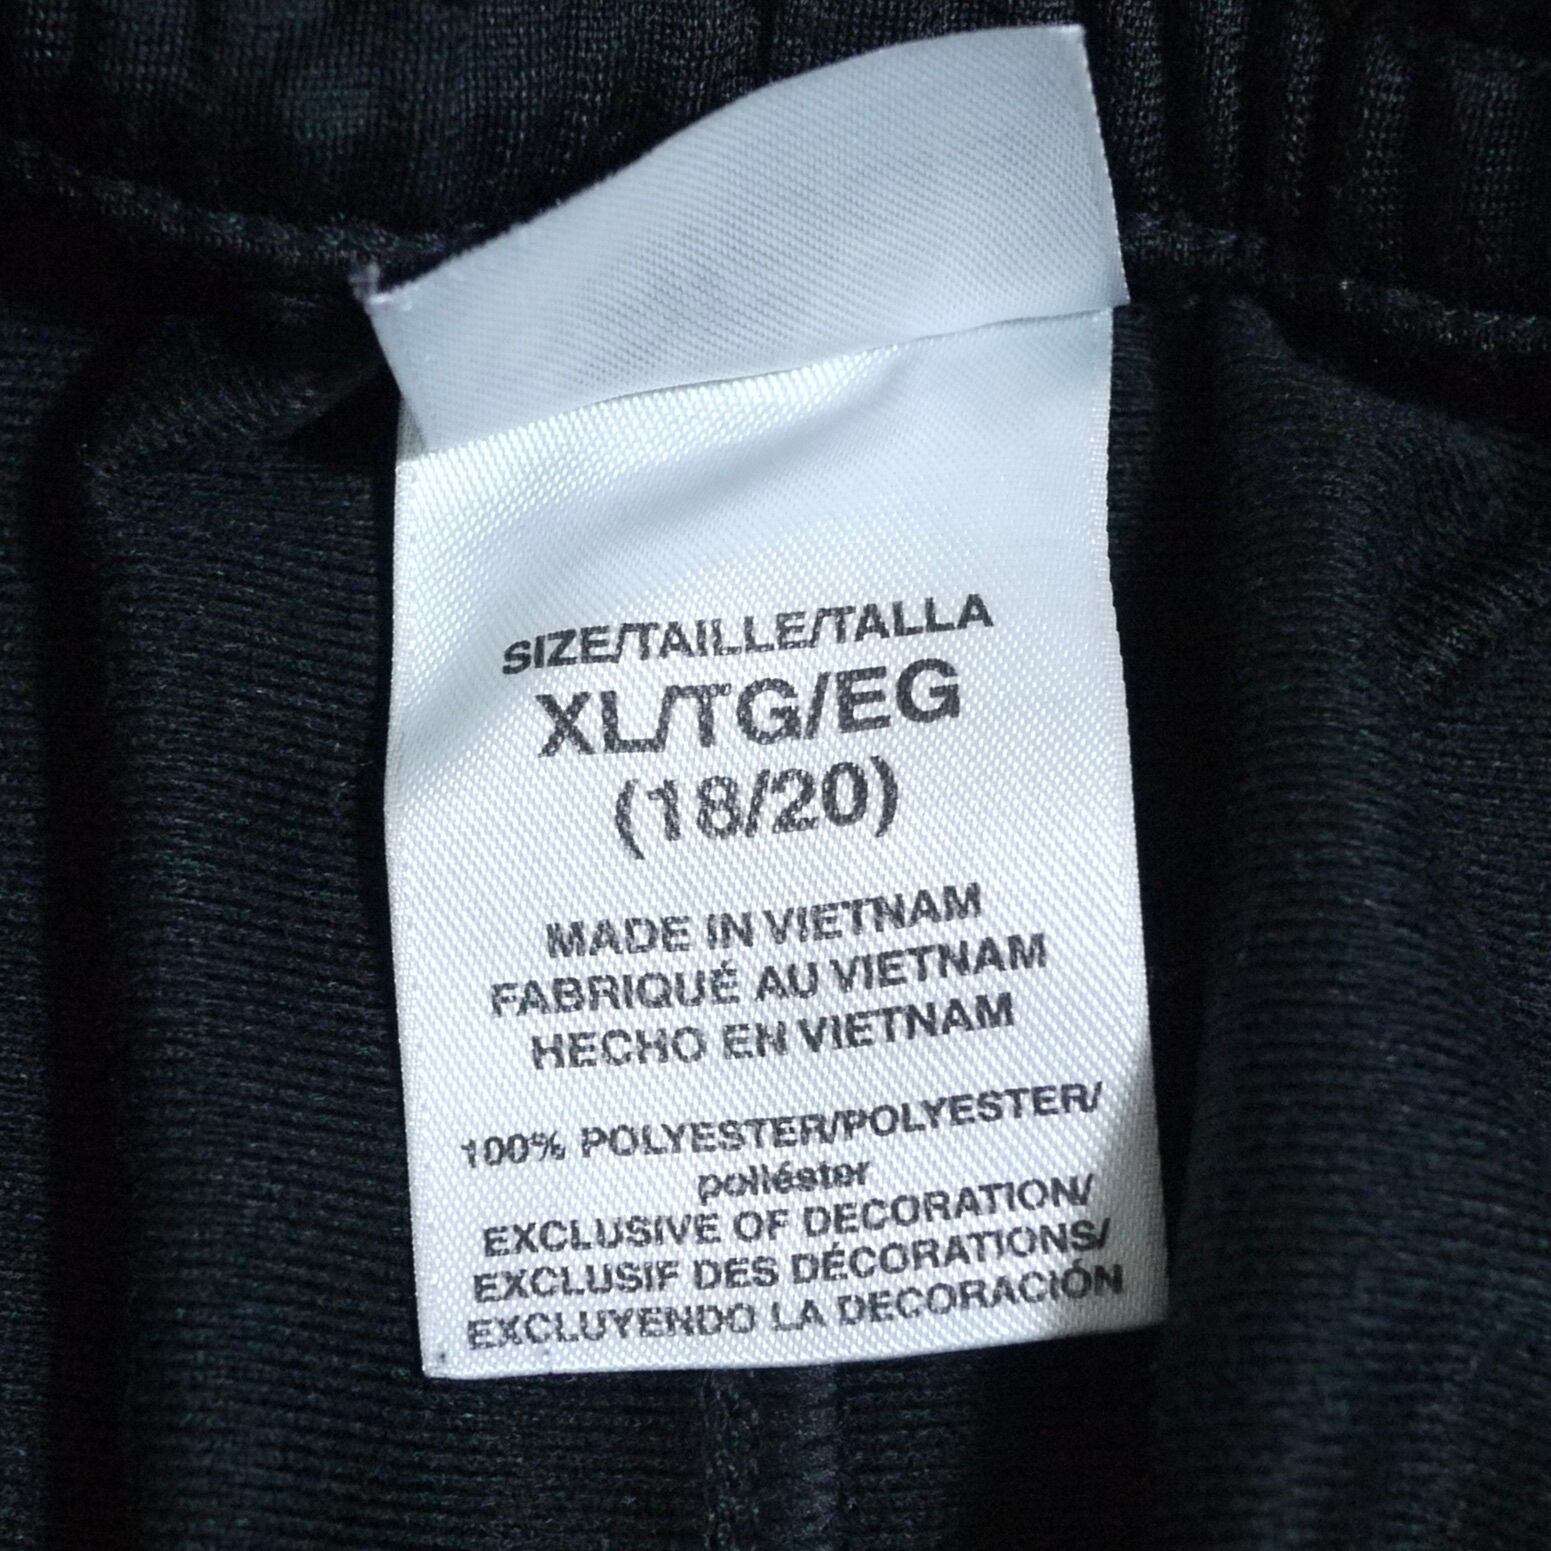 SIZE/TAILLE/TALLA
XL/TG/EG
(18/20)
MADE IN VIETNAM
FABRIQUÉ AU VIETNAM
HECHO EN VIETNAM
100% POLYESTER/POLYESTER/
poliéster
EXCLUSIVE OF DECORATION/
EXCLUSIF DES DÉCORATIONS/
EXCLUYENDO LA DECORACIÓN